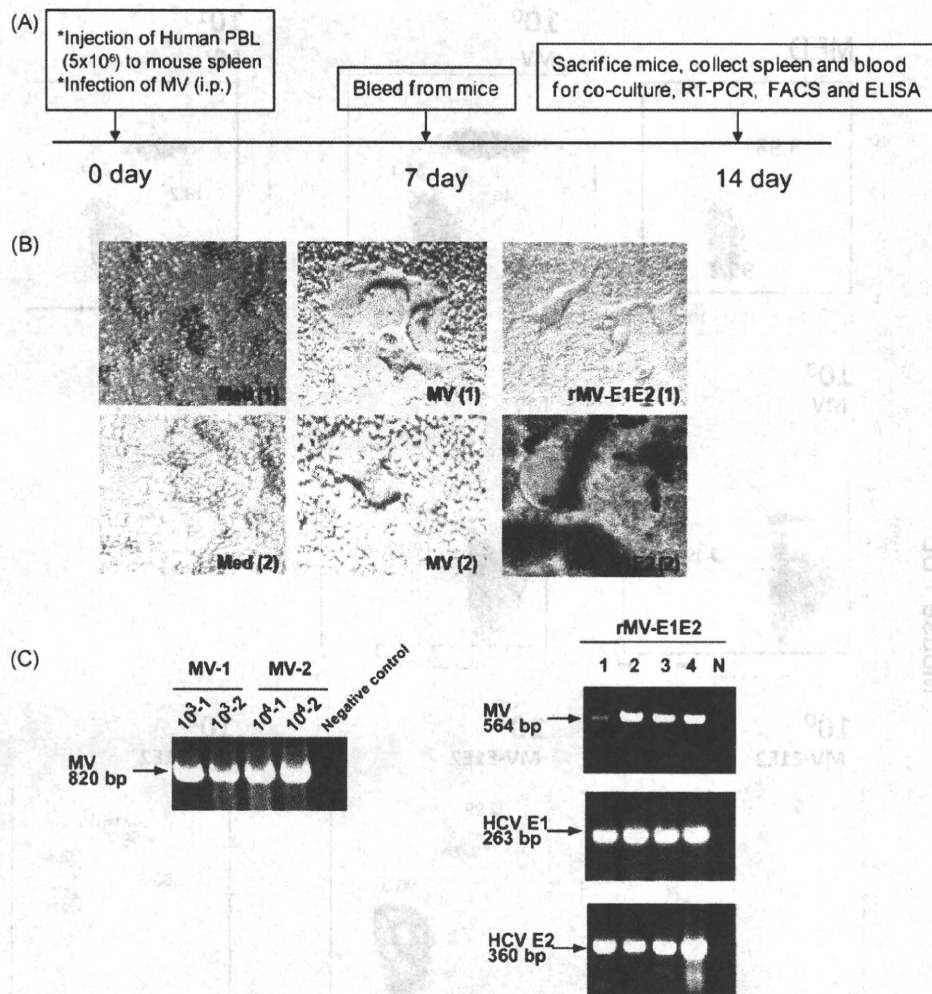 (A)
*Injection of Human PBL
(5x10⁶) to mouse spleen
*Infection of MV (i.p.)
Bleed from mice
Sacrifice mice, collect spleen and blood
for co-culture, RT-PCR, FACS and ELISA
0 day
7 day
14 day
(B)
Med (1)
MV (1)
rMV-E1E2 (1)
Med (2)
MV (2)
(C)
MV-1
MV-2
10³-1
10³-2
10⁴-1
10⁴-2
Negative control
MV
820 bp
rMV-E1E2
1 2 3 4 N
MV
564 bp
HCV E1
263 bp
HCV E2
360 bp